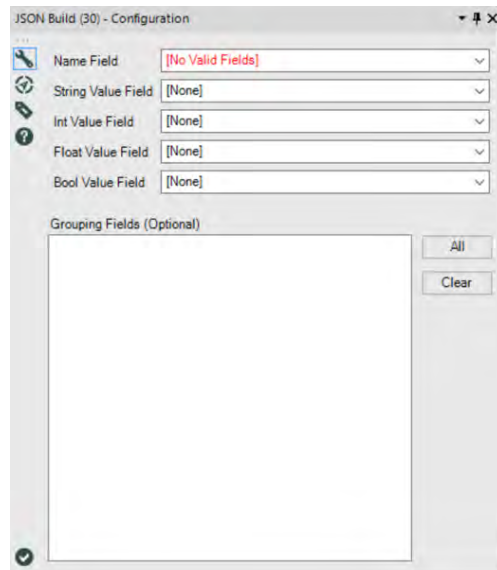 JSON Build (30) - Configuration
Name Field [No Valid Fields]
String Value Field [None]
Int Value Field [None]
Float Value Field [None]
Bool Value Field [None]
Grouping Fields (Optional)
All
Clear